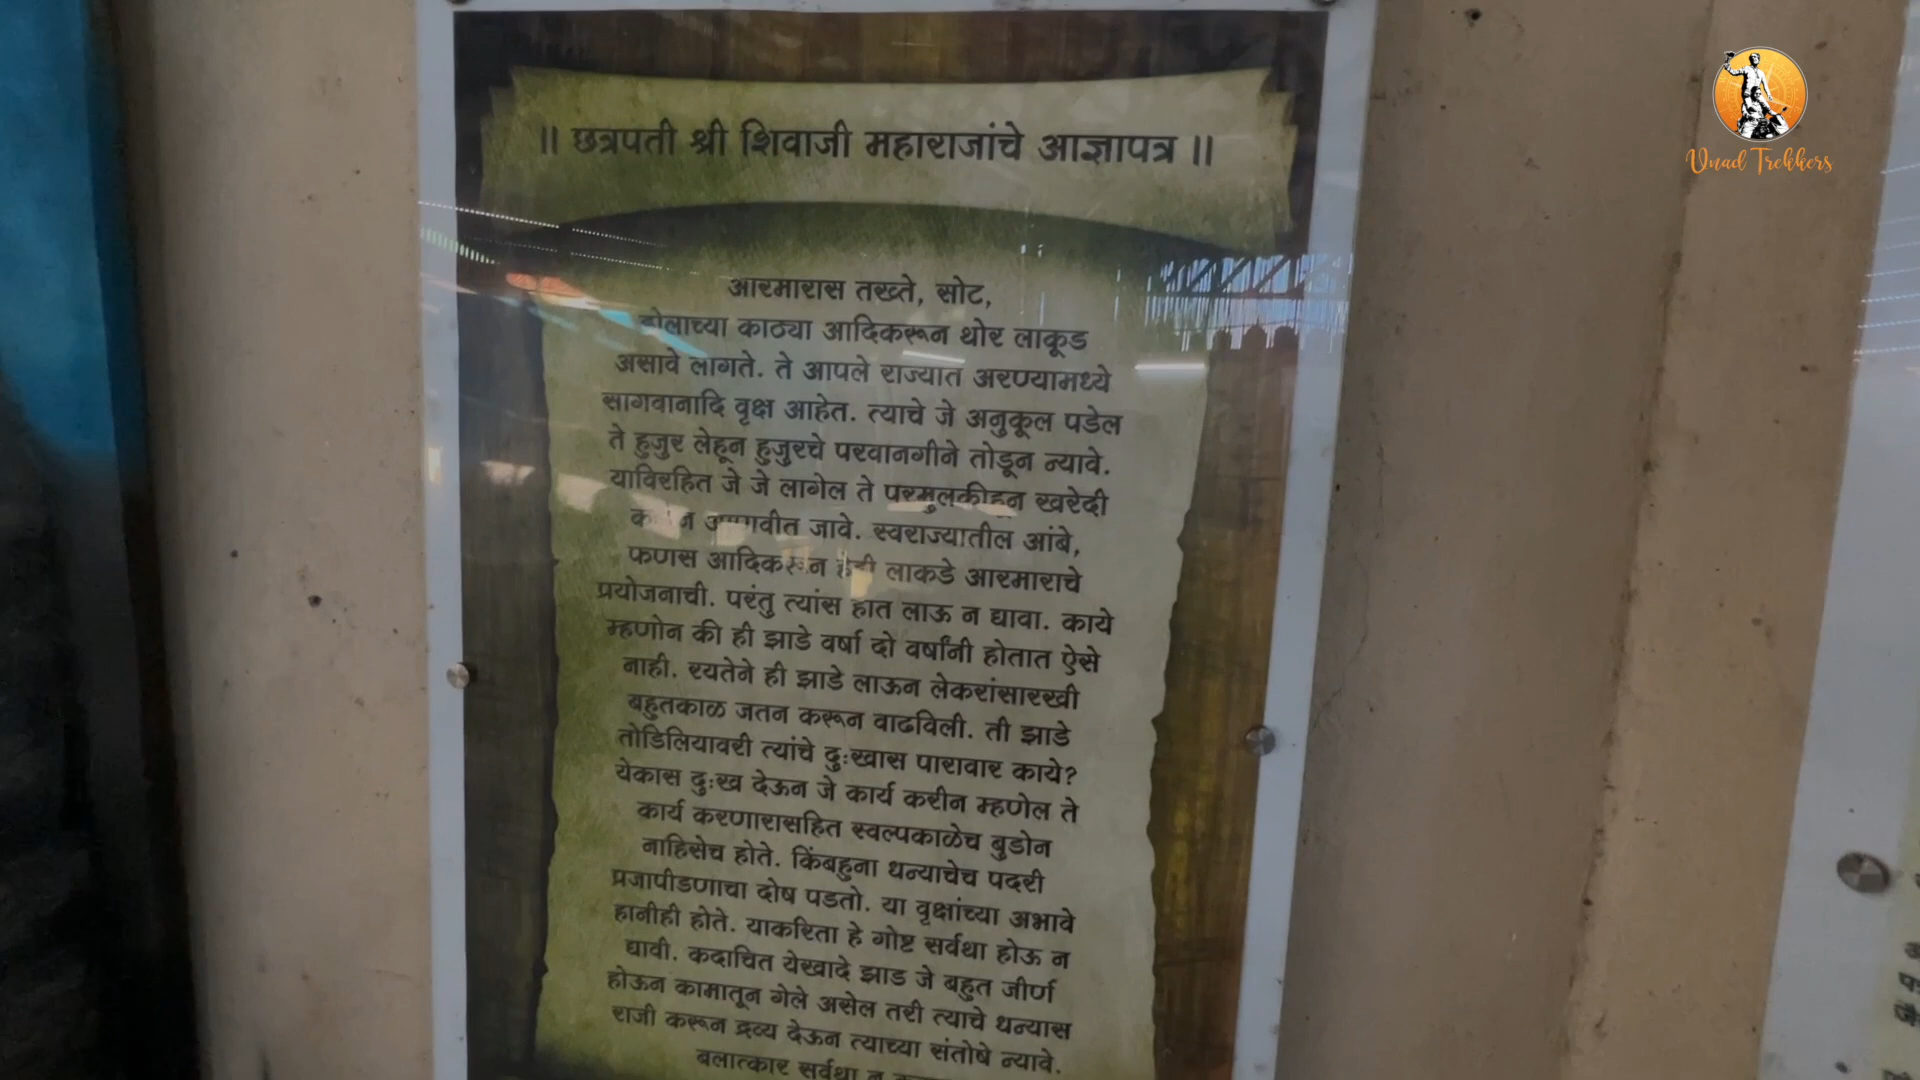 ॥ छत्रपती श्री शिवाजी महाराजांचे आज्ञापत्र ॥
Unad Trekkers
आरमारास तख्ते, सोट,
डोलाच्या काठ्या आदिकरून थोर लाकूड
असावे लागते. ते आपले राज्यात अरण्यामध्ये
सागवानादि वृक्ष आहेत. त्याचे जे अनुकूल पडेल
ते हुजुर लेहून हुजुरचे परवानगीने तोडून न्यावे.
याविरहित जे जे लागेल ते परमुलकीहून खरेदी
जावे. स्वराज्यातील आंबे,
फणस आदिकरून हेही लाकडे आरमाराचे
प्रयोजनाची. परंतु त्यांस हात लाऊ न द्यावा. काये
म्हणोन की ही झाडे वर्षा दो वर्षांनी होतात ऐसे
नाही. रयतेने ही झाडे लाऊन लेकरांसारखी
बहुतकाळ जतन करून वाढविली. ती झाडे
तोडिलियावरी त्यांचे दुःखास पारावार काये?
येकास दुःख देऊन जे कार्य करीन म्हणेल ते
कार्य करणारासहित स्वल्पकाळेच बुडोन
नाहिसेच होते. किंबहुना धन्याचेच पदरी
प्रजापीडणाचा दोष पडतो. या वृक्षांच्या अभावे
हानीही होते. याकरिता हे गोष्ट सर्वथा होऊ न
द्यावी. कदाचित येखादे झाड जे बहुत जीर्ण
होऊन कामातून गेले असेल तरी त्याचे धन्यास
राजी करून द्रव्य देऊन त्याच्या संतोषे न्यावे.
बलात्कार सर्वथा न